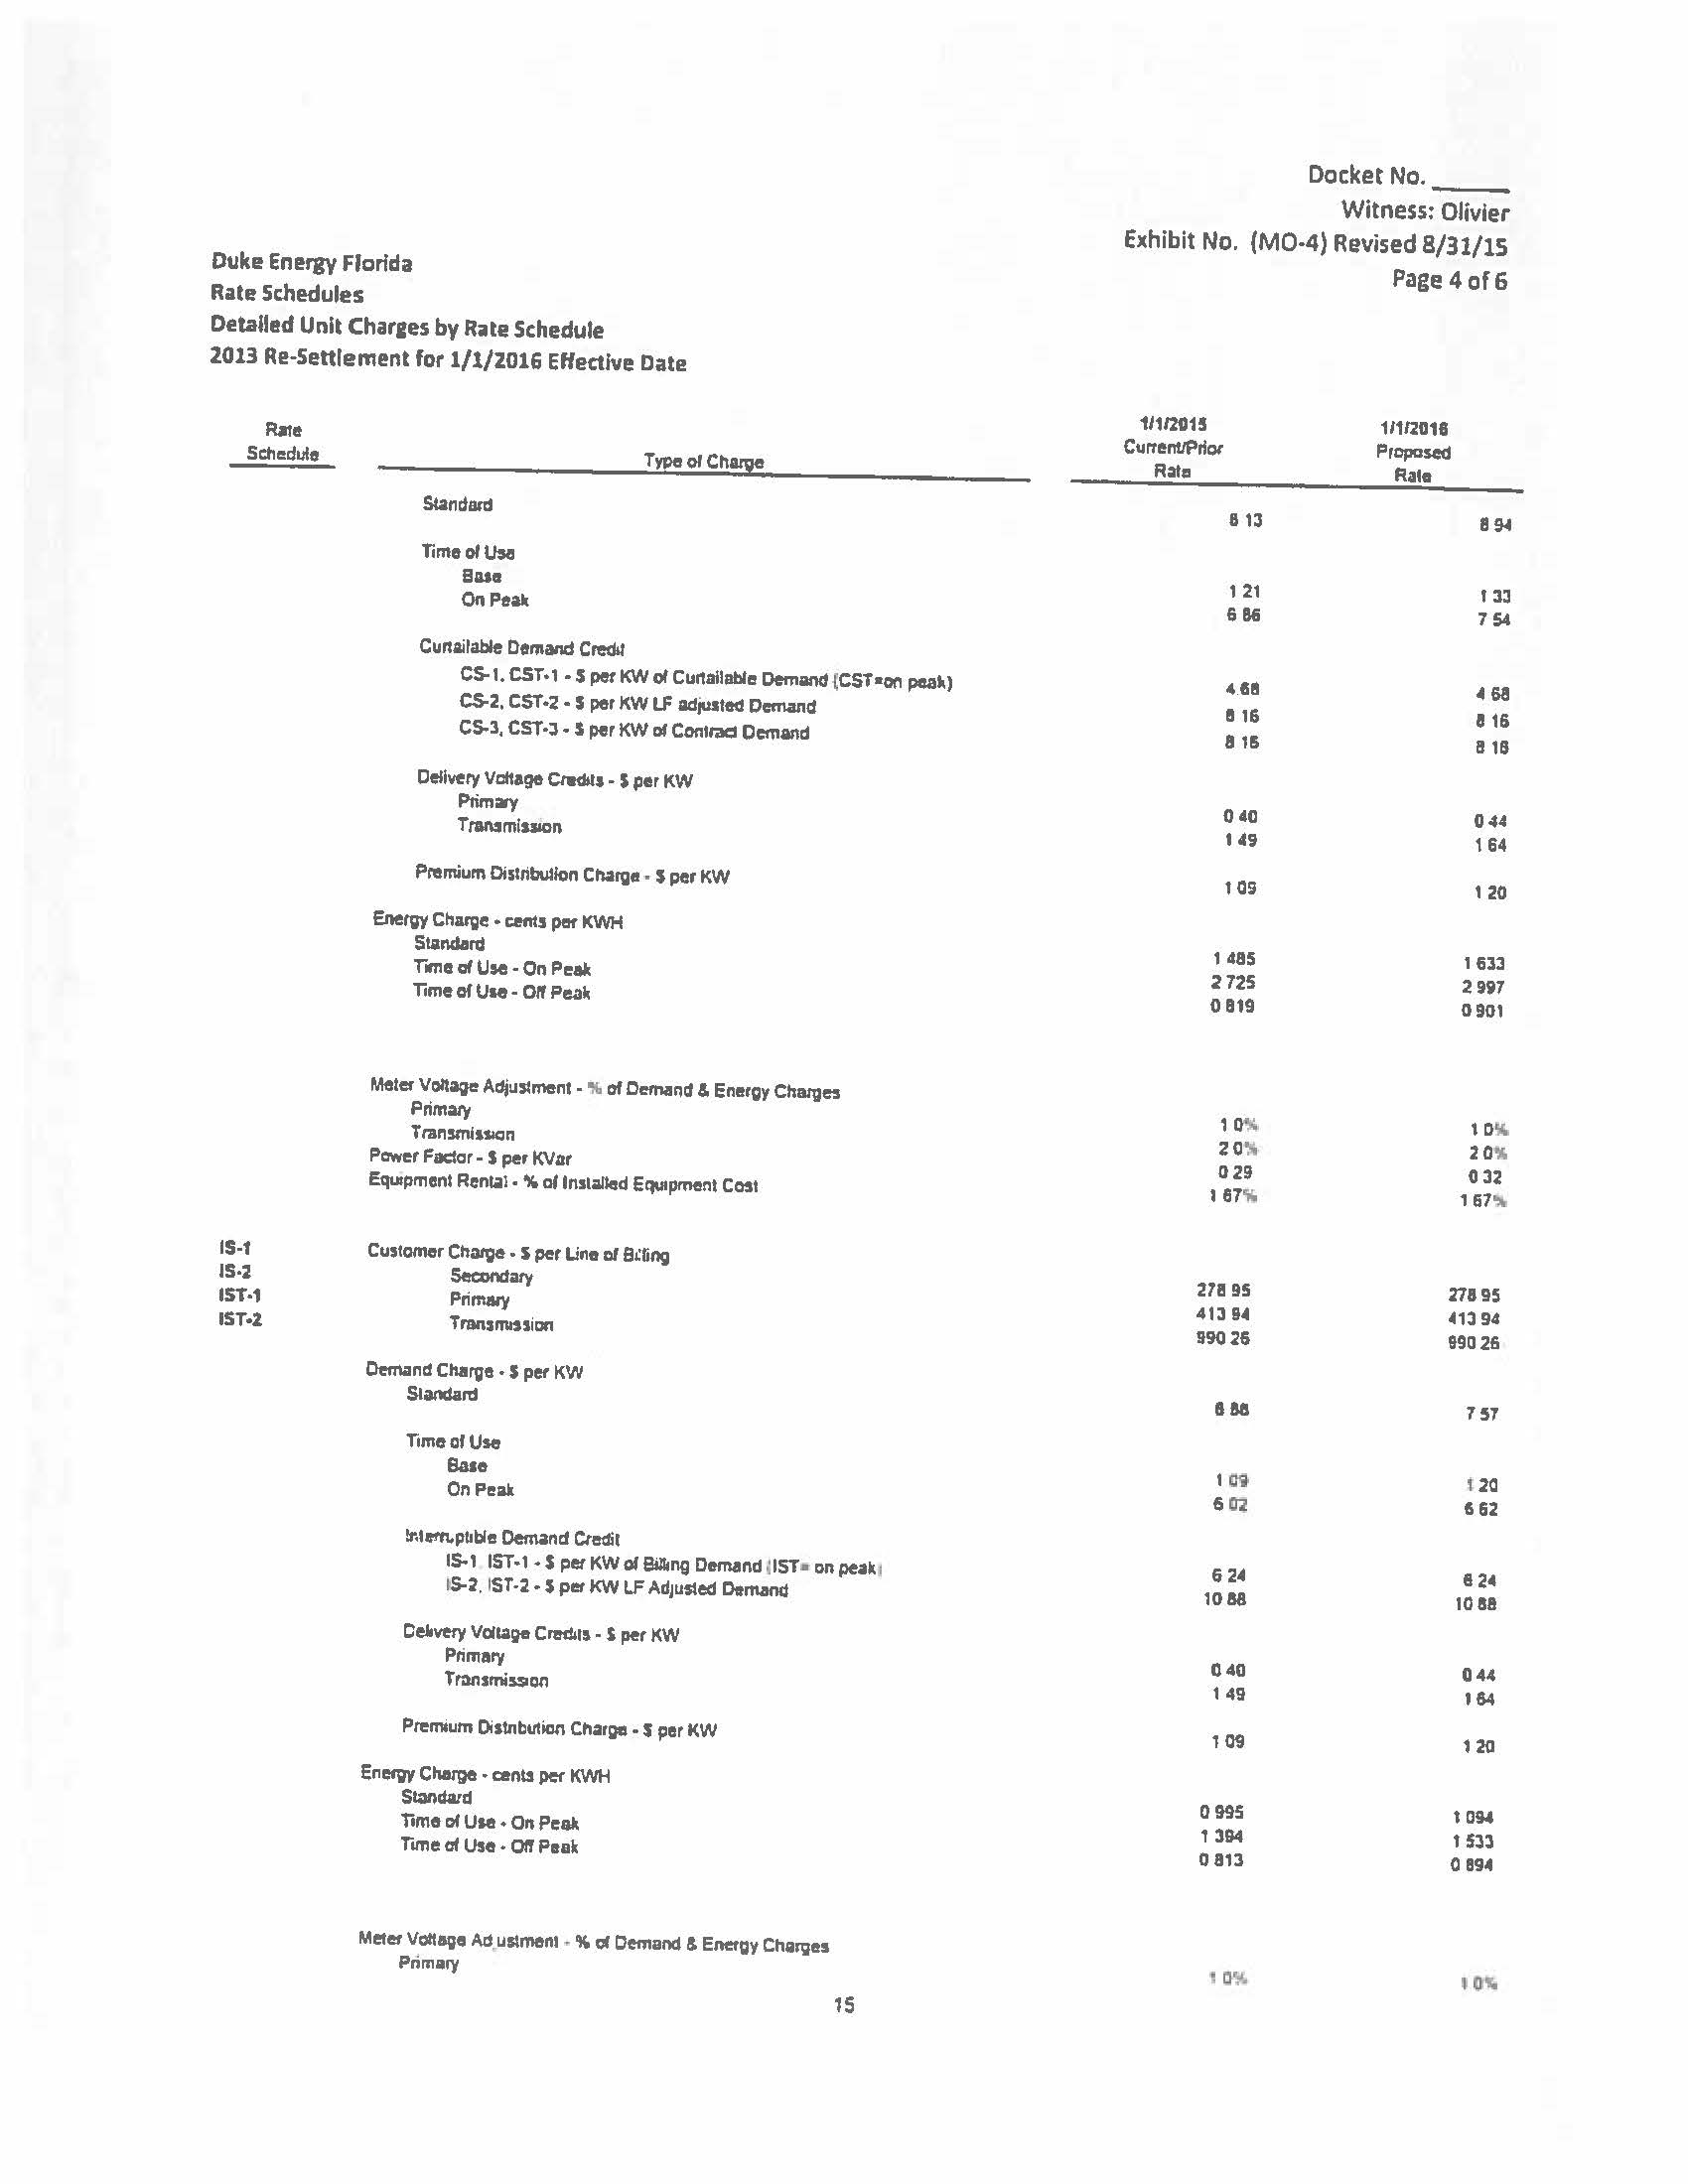 Docket No. ______
Witness: Olivier
Exhibit No. (MO-4) Revised 8/31/15
Page 4 of 6
Duke Energy Florida
Rate Schedules
Detailed Unit Charges by Rate Schedule
2013 Re-Settlement for 1/1/2016 Effective Date
Rate 1/1/2015 1/1/2016
Schedule Type of Charge Current/Prior Proposed
Rate Rate
Standard 8 13 8 94
Time of Use
Base 1 21 1 33
On Peak 6 86 7 54
Curtailable Demand Credit
CS-1, CST-1 - $ per KW of Curtailable Demand (CST=on peak) 4.68 4 68
CS-2, CST-2 - $ per KW LF adjusted Demand 8 16 8 16
CS-3, CST-3 - $ per KW of Contract Demand 8 16 8 16
Delivery Voltage Credits - $ per KW
Primary 0 40 0 44
Transmission 1 49 1 64
Premium Distribution Charge - $ per KW 1 09 1 20
Energy Charge - cents per KWH
Standard 1 485 1 633
Time of Use - On Peak 2 725 2 997
Time of Use - Off Peak 0 819 0 901
Meter Voltage Adjustment - % of Demand & Energy Charges
Primary 1 0% 1 0%
Transmission 2 0% 2 0%
Power Factor - $ per KVar 0 29 0 32
Equipment Rental - % of Installed Equipment Cost 1 67% 1 67%
IS-1 Customer Charge - $ per Line of Billing
IS-2 Secondary 278 95 278 95
IST-1 Primary 413 94 413 94
IST-2 Transmission 990 26 990 26
Demand Charge - $ per KW
Standard 6 88 7 57
Time of Use
Base 1 09 1 20
On Peak 6 02 6 62
Interruptible Demand Credit
IS-1 IST-1 - $ per KW of Billing Demand (IST= on peak) 6 24 6 24
IS-2, IST-2 - $ per KW LF Adjusted Demand 10 88 10 88
Delivery Voltage Credits - $ per KW
Primary 0 40 0 44
Transmission 1 49 1 64
Premium Distribution Charge - $ per KW 1 09 1 20
Energy Charge - cents per KWH
Standard 0 995 1 094
Time of Use - On Peak 1 394 1 533
Time of Use - Off Peak 0 813 0 894
Meter Voltage Adjustment - % of Demand & Energy Charges
Primary 1 0% 1 0%
15